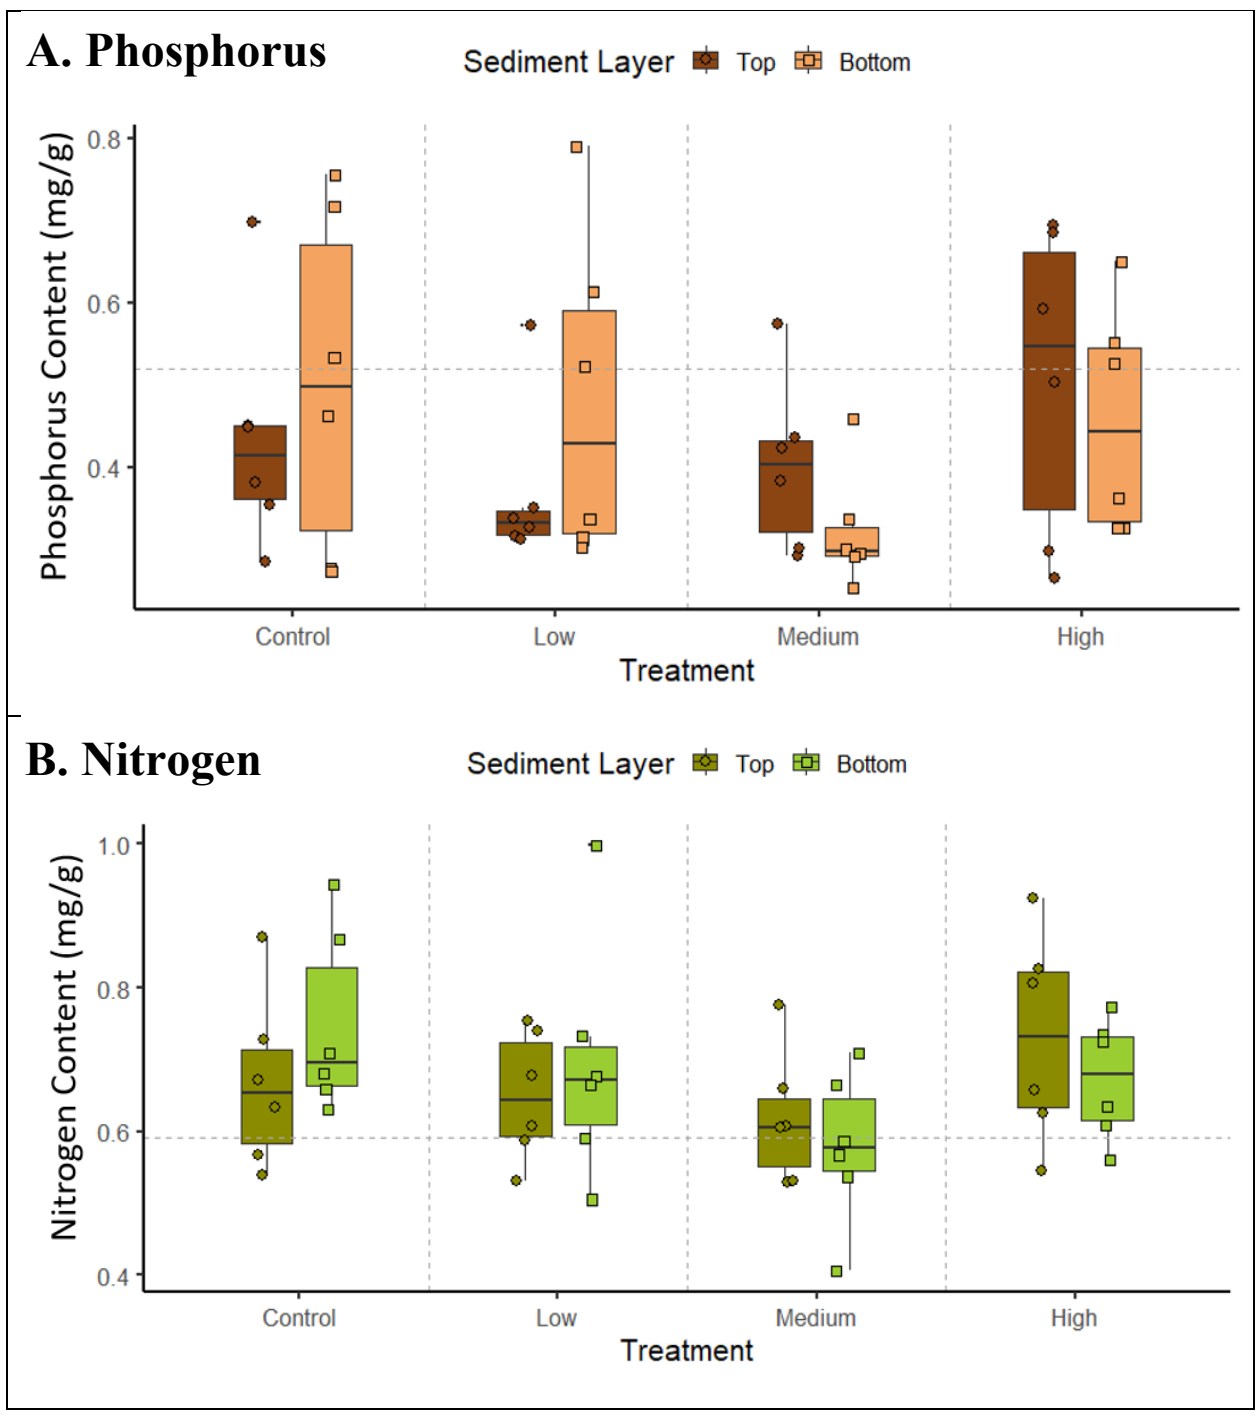 A. Phosphorus
Sediment Layer Top Bottom
Phosphorus Content (mg/g)
0.8
0.6
0.4
Control Low Medium High
Treatment
B. Nitrogen
Sediment Layer Top Bottom
Nitrogen Content (mg/g)
1.0
0.8
0.6
0.4
Control Low Medium High
Treatment